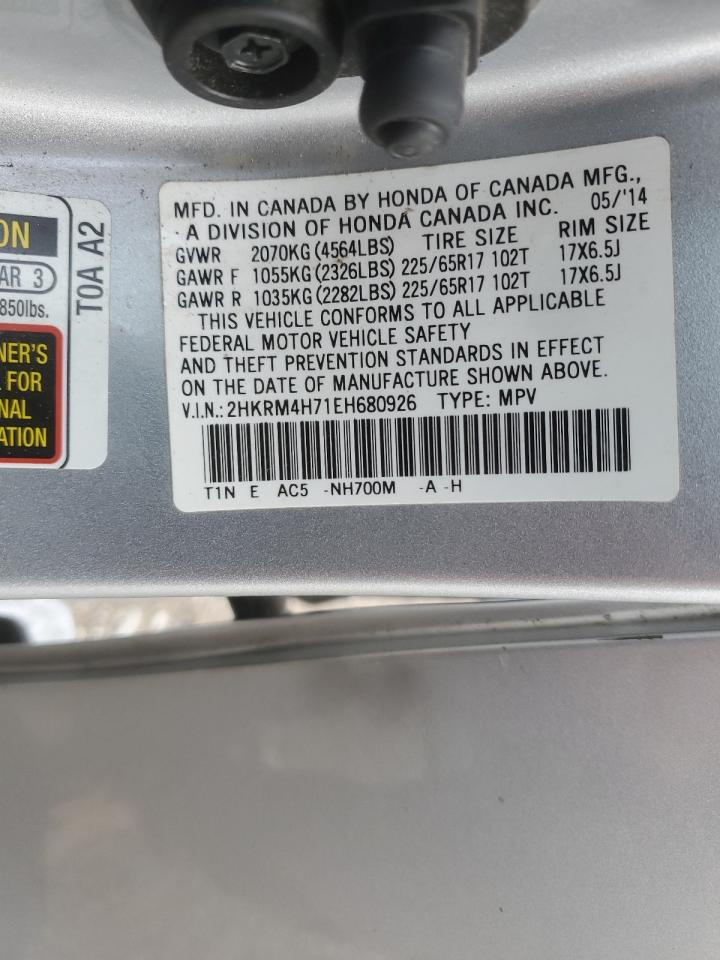 MFD. IN CANADA BY HONDA OF CANADA MFG.,
A DIVISION OF HONDA CANADA INC. 05/'14
GVWR 2070KG (4564LBS) TIRE SIZE RIM SIZE
GAWR F 1055KG (2326LBS) 225/65R17 102T 17X6.5J
GAWR R 1035KG (2282LBS) 225/65R17 102T 17X6.5J
THIS VEHICLE CONFORMS TO ALL APPLICABLE
FEDERAL MOTOR VEHICLE SAFETY
AND THEFT PREVENTION STANDARDS IN EFFECT
ON THE DATE OF MANUFACTURE SHOWN ABOVE.
V.I.N.: 2HKRM4H71EH680926 TYPE: MPV
T1N E AC5 -NH700M -A -H
ON
AR 3
850lbs.
NER'S
FOR
NAL
ATION
T0A A2